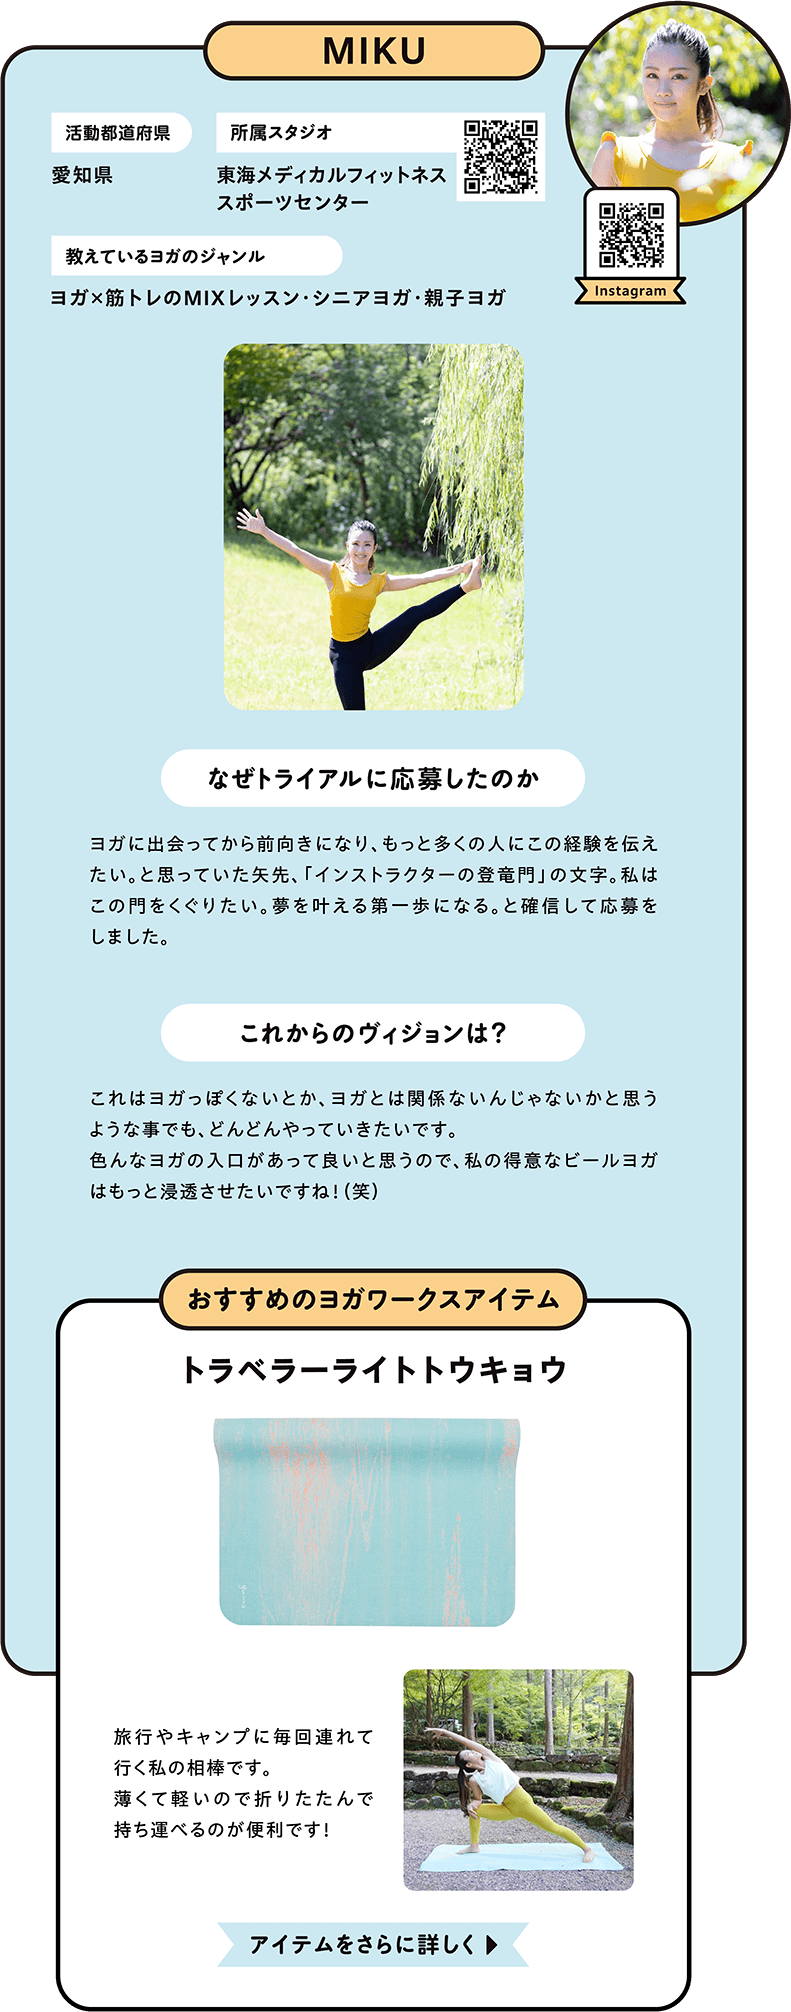 MIKU
活動都道府県
所属スタジオ
愛知県
東海メディカルフィットネス
スポーツセンター
教えているヨガのジャンル
ヨガ×筋トレのMIXレッスン・シニアヨガ・親子ヨガ
Instagram
なぜトライアルに応募したのか
ヨガに出会ってから前向きになり、もっと多くの人にこの経験を伝え
たい。と思っていた矢先、「インストラクターの登竜門」の文字。私は
この門をくぐりたい。夢を叶える第一歩になる。と確信して応募を
しました。
これからのヴィジョンは？
これはヨガっぽくないとか、ヨガとは関係ないんじゃないかと思う
ような事でも、どんどんやっていきたいです。
色んなヨガの入口があって良いと思うので、私の得意なビールヨガ
はもっと浸透させたいですね！(笑)
おすすめのヨガワークスアイテム
トラベラーライトトウキョウ
旅行やキャンプに毎回連れて
行く私の相棒です。
薄くて軽いので折りたたんで
持ち運べるのが便利です！
アイテムをさらに詳しく